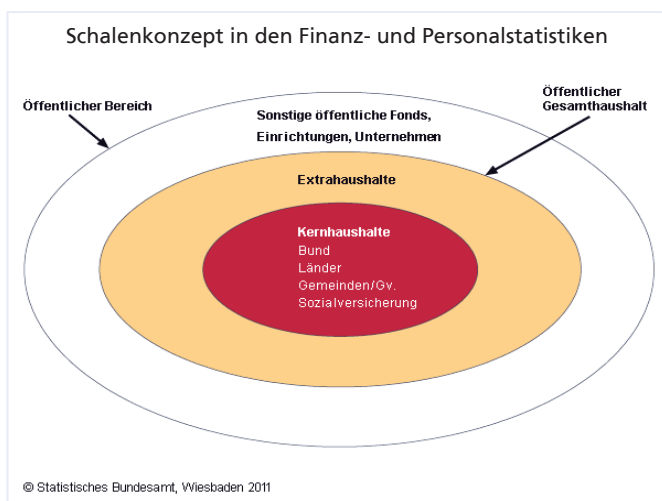 Schalenkonzept in den Finanz- und Personalstatistiken
Öffentlicher Bereich
Sonstige öffentliche Fonds,
Einrichtungen, Unternehmen
Öffentlicher
Gesamthaushalt
Extrahaushalte
Kernhaushalte
Bund
Länder
Gemeinden/Gv.
Sozialversicherung
© Statistisches Bundesamt, Wiesbaden 2011